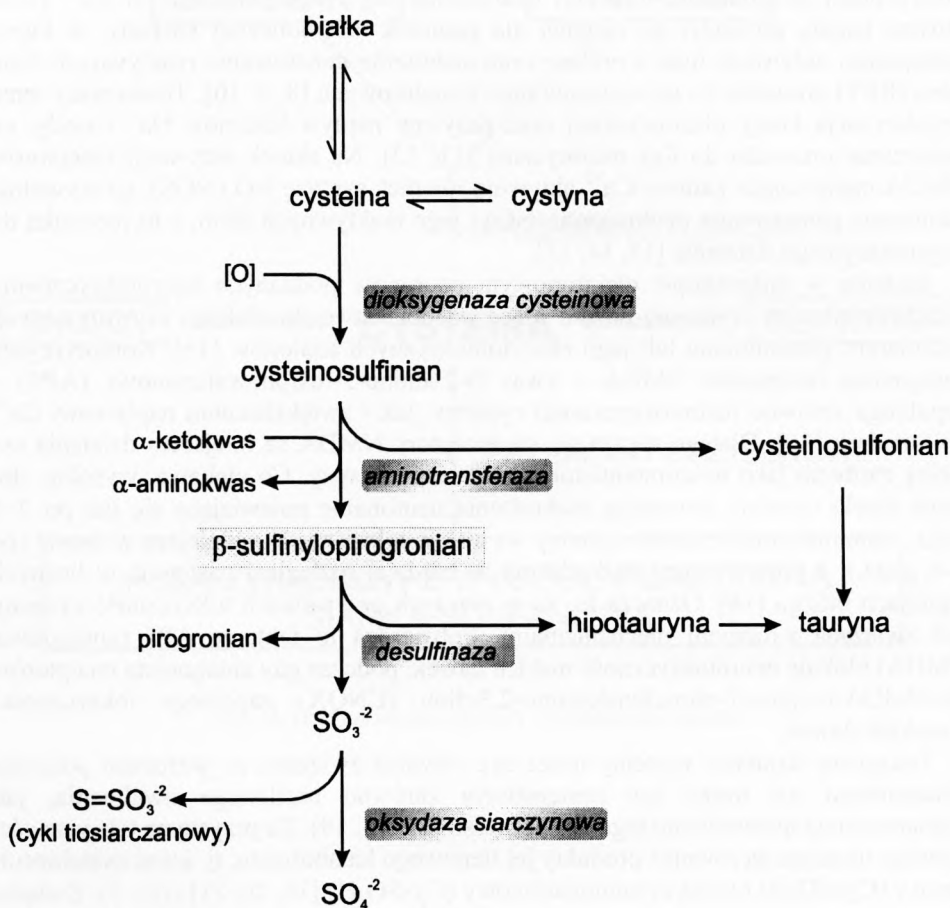 białka
cysteina cystyna
[O]
dioksygenaza cysteinowa
cysteinosulfinian
α-ketokwas cysteinosulfonian
aminotransferaza
α-aminokwas
β-sulfinylopirogronian
pirogronian hipotauryna tauryna
desulfinaza
SO₃⁻²
S=SO₃⁻²
(cykl tiosiarczanowy)
oksydaza siarczynowa
SO₄⁻²